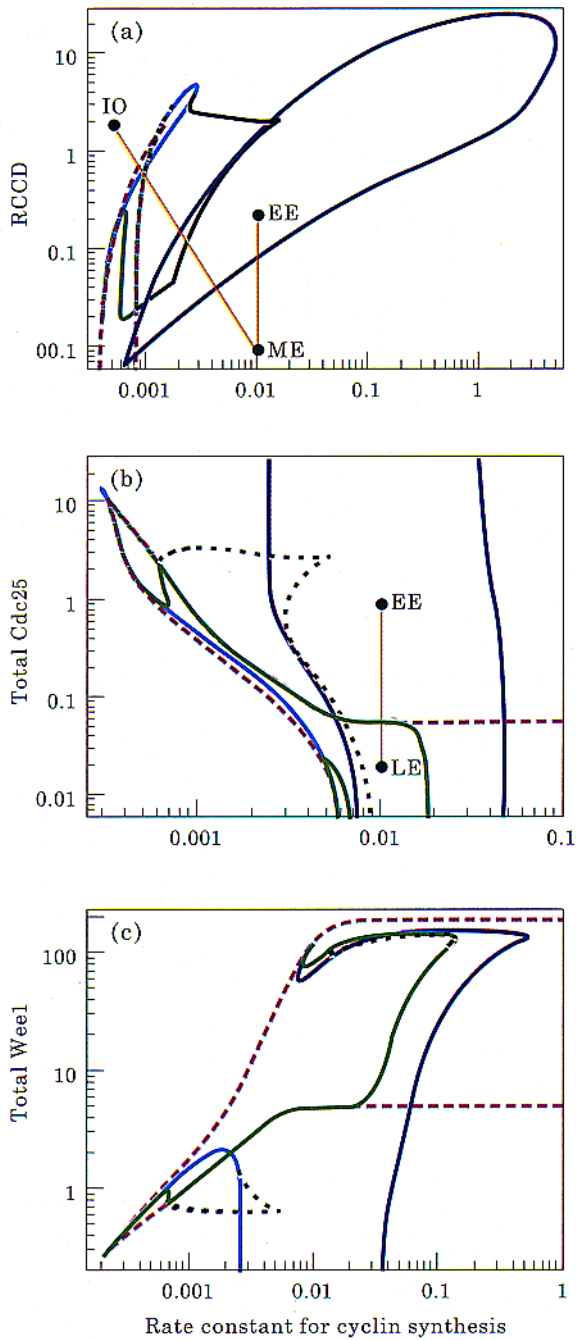 (a)
10
IO
1
EE
RCCD
0.1
00.1
ME
0.001
0.01
0.1
1
(b)
10
1
EE
Total Cdc25
0.1
LE
0.01
0.001
0.01
0.1
(c)
100
10
Total Wee1
1
0.001
0.01
0.1
1
Rate constant for cyclin synthesis